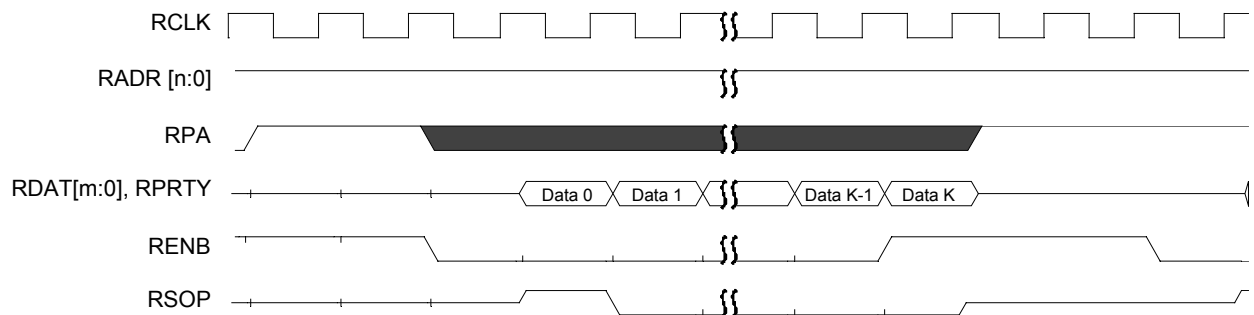 RCLK
RADR [n:0]
RPA
RDAT[m:0], RPRTY
Data 0 Data 1 Data K-1 Data K
RENB
RSOP